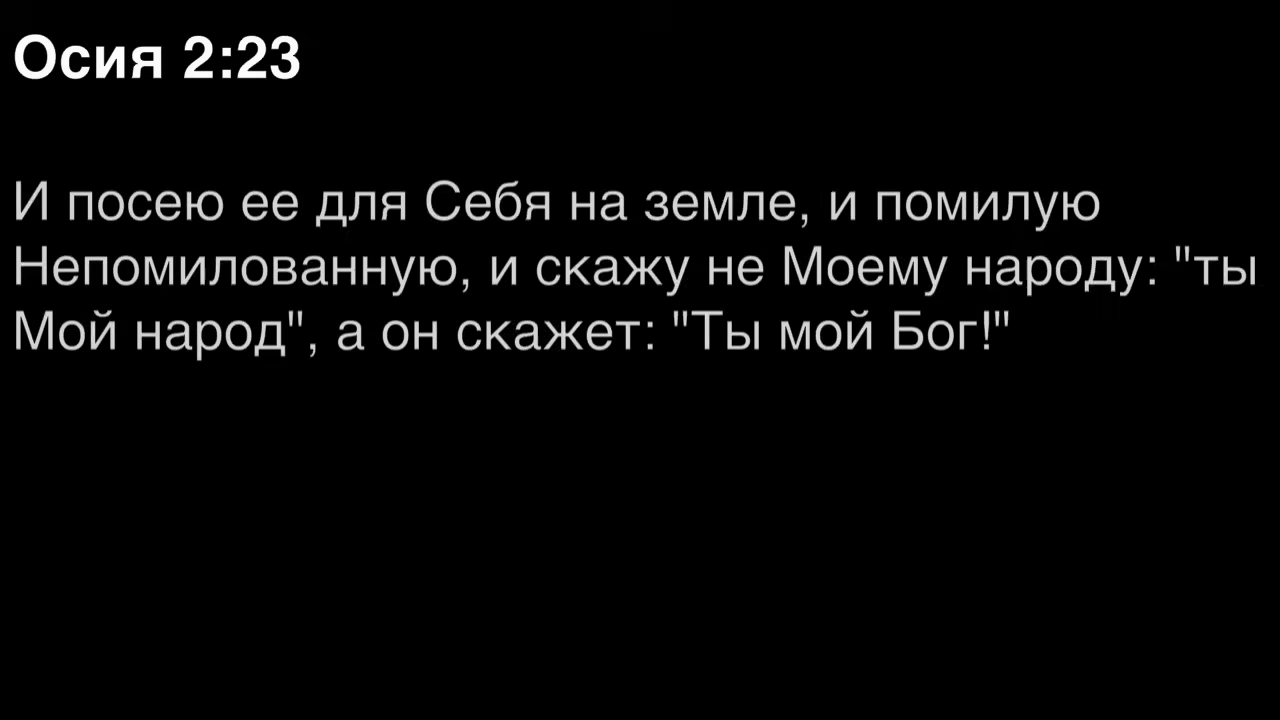 Осия 2:23
И посею ее для Себя на земле, и помилую
Непомилованную, и скажу не Моему народу: "ты
Мой народ", а он скажет: "Ты мой Бог!"